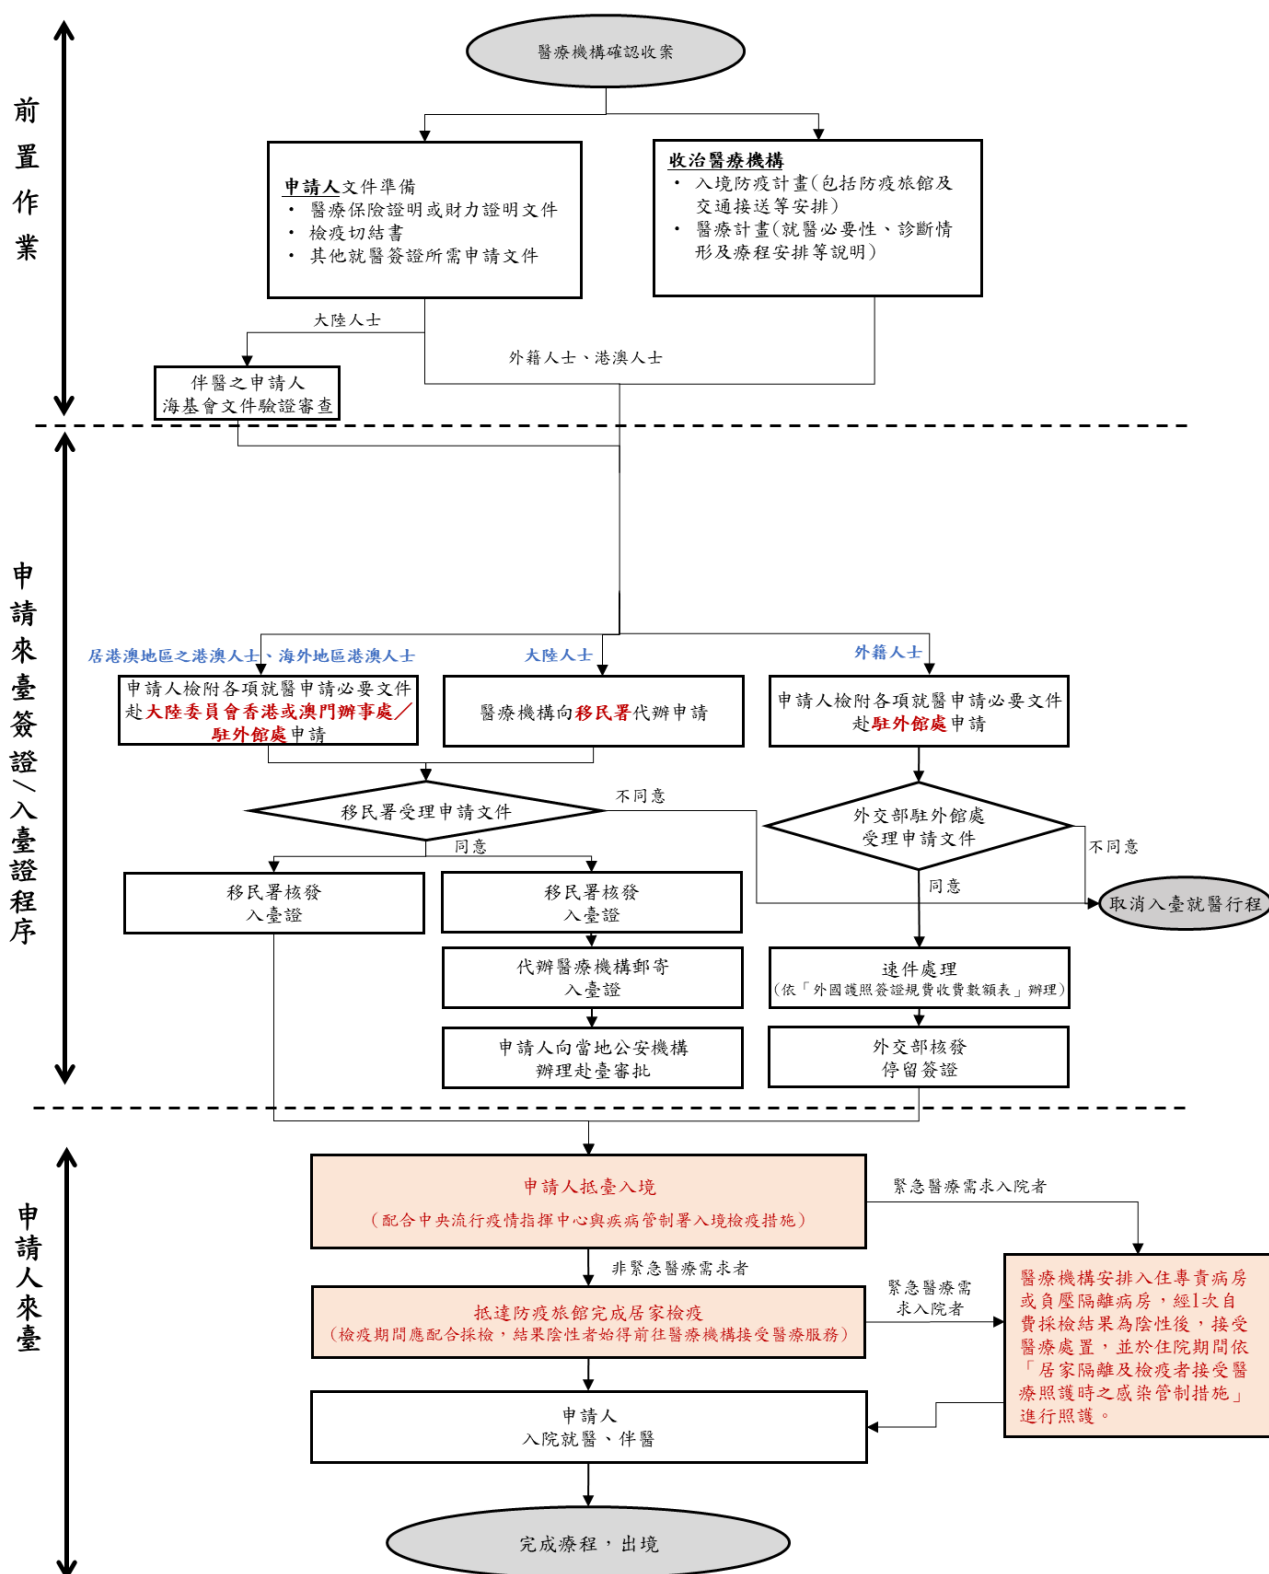 醫療機構確認收案
前置作業
申請人文件準備
• 醫療保險證明或財力證明文件
• 檢疫切結書
• 其他就醫簽證所需申請文件
收治醫療機構
• 入境防疫計畫(包括防疫旅館及
交通接送等安排)
• 醫療計畫(就醫必要性、診斷情
形及療程安排等說明)
大陸人士
外籍人士、港澳人士
伴醫之申請人
海基會文件驗證審查
申請來臺簽證/入臺證程序
居港澳地區之港澳人士、海外地區港澳人士
大陸人士
外籍人士
申請人檢附各項就醫申請必要文件
赴大陸委員會香港或澳門辦事處/
駐外館處申請
醫療機構向移民署代辦申請
申請人檢附各項就醫申請必要文件
赴駐外館處申請
移民署受理申請文件
不同意
同意
外交部駐外館處
受理申請文件
不同意
同意
移民署核發
入臺證
移民署核發
入臺證
取消入臺就醫行程
代辦醫療機構郵寄
入臺證
速件處理
(依「外國護照簽證規費收費數額表」辦理)
申請人向當地公安機構
辦理赴臺審批
外交部核發
停留簽證
申請人來臺
申請人抵臺入境
(配合中央流行疫情指揮中心與疾病管制署入境檢疫措施)
緊急醫療需求入院者
非緊急醫療需求者
抵達防疫旅館完成居家檢疫
(檢疫期間應配合採檢,結果陰性者始得前往醫療機構接受醫療服務)
緊急醫療需
求入院者
醫療機構安排入住專責病房
或負壓隔離病房,經1次自
費採檢結果為陰性後,接受
醫療處置,並於住院期間依
「居家隔離及檢疫者接受醫
療照護時之感染管制措施」
進行照護。
申請人
入院就醫、伴醫
完成療程,出境